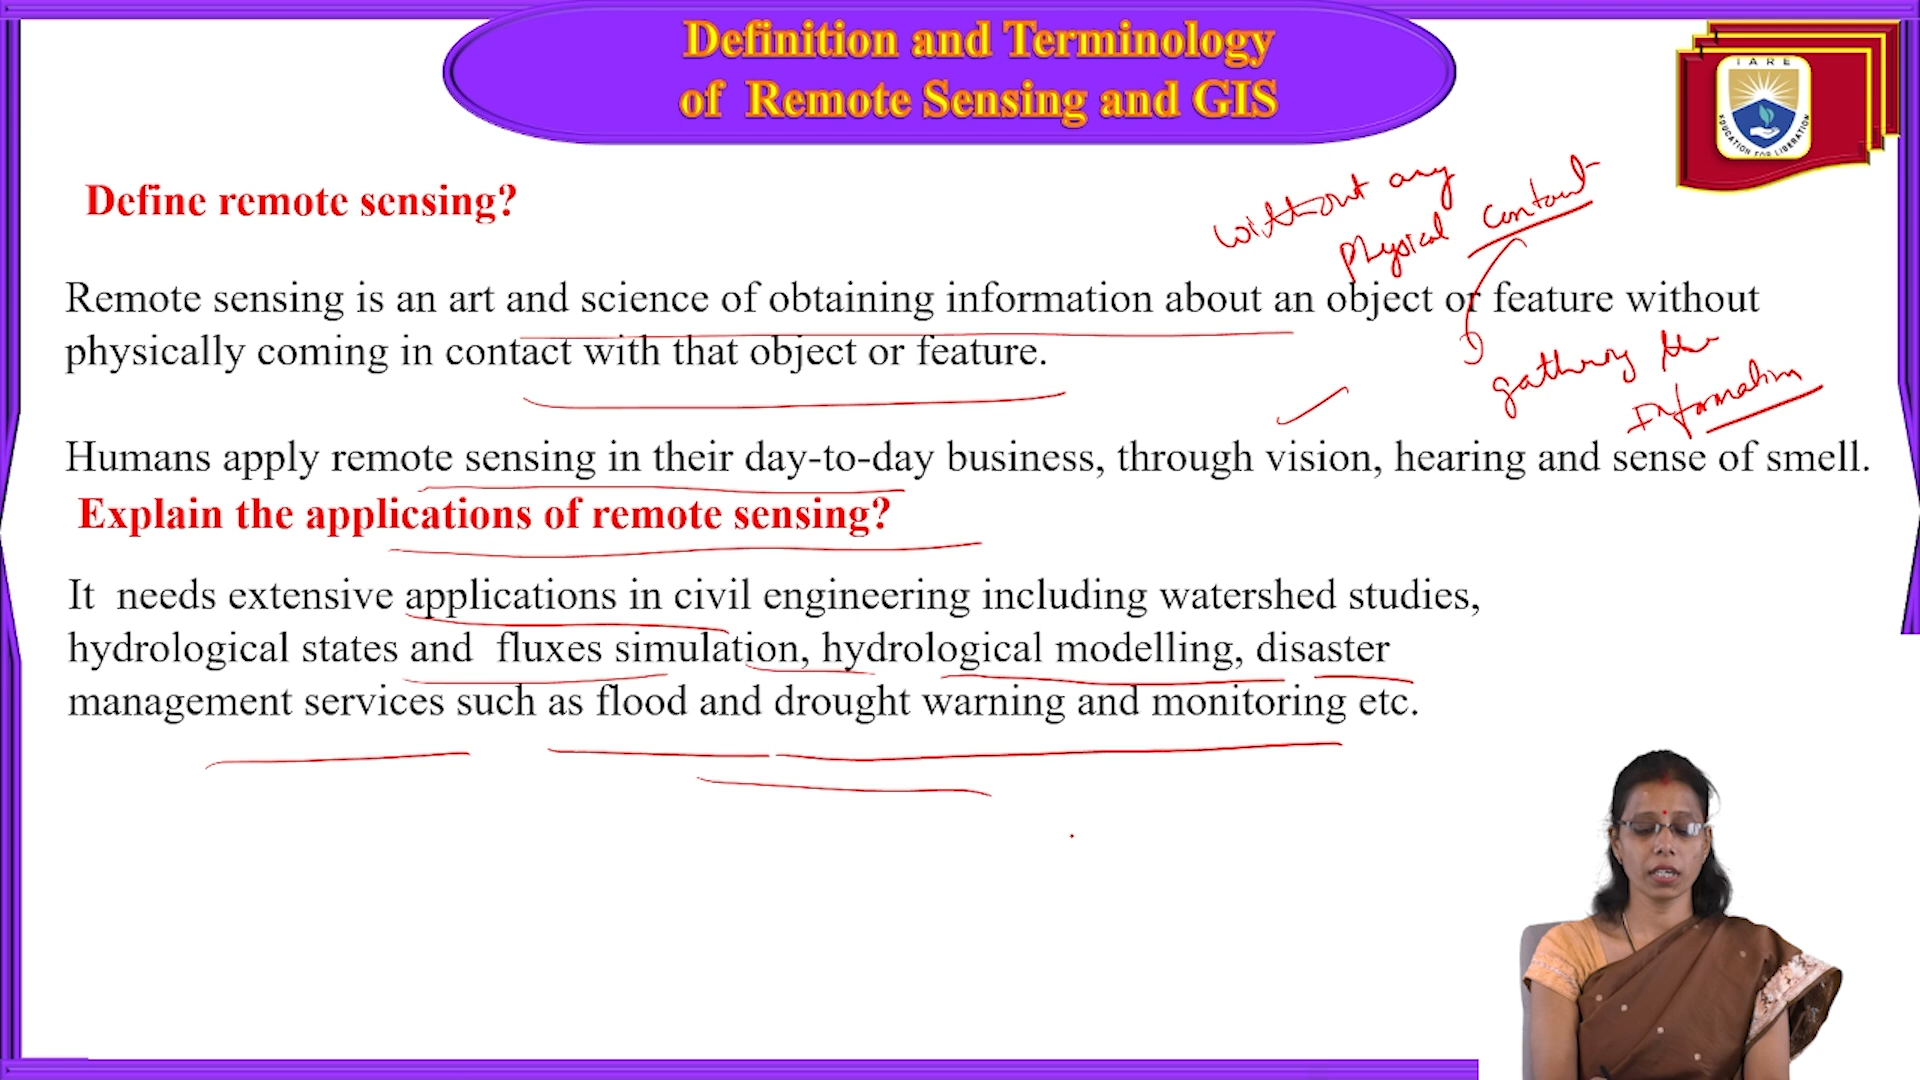 Definition and Terminology
of Remote Sensing and GIS
IARE
EDUCATION FOR LIBERATION
Define remote sensing?
without any
physical contact
Remote sensing is an art and science of obtaining information about an object or feature without
physically coming in contact with that object or feature.
gathering the
Information
Humans apply remote sensing in their day-to-day business, through vision, hearing and sense of smell.
Explain the applications of remote sensing?
It needs extensive applications in civil engineering including watershed studies,
hydrological states and fluxes simulation, hydrological modelling, disaster
management services such as flood and drought warning and monitoring etc.